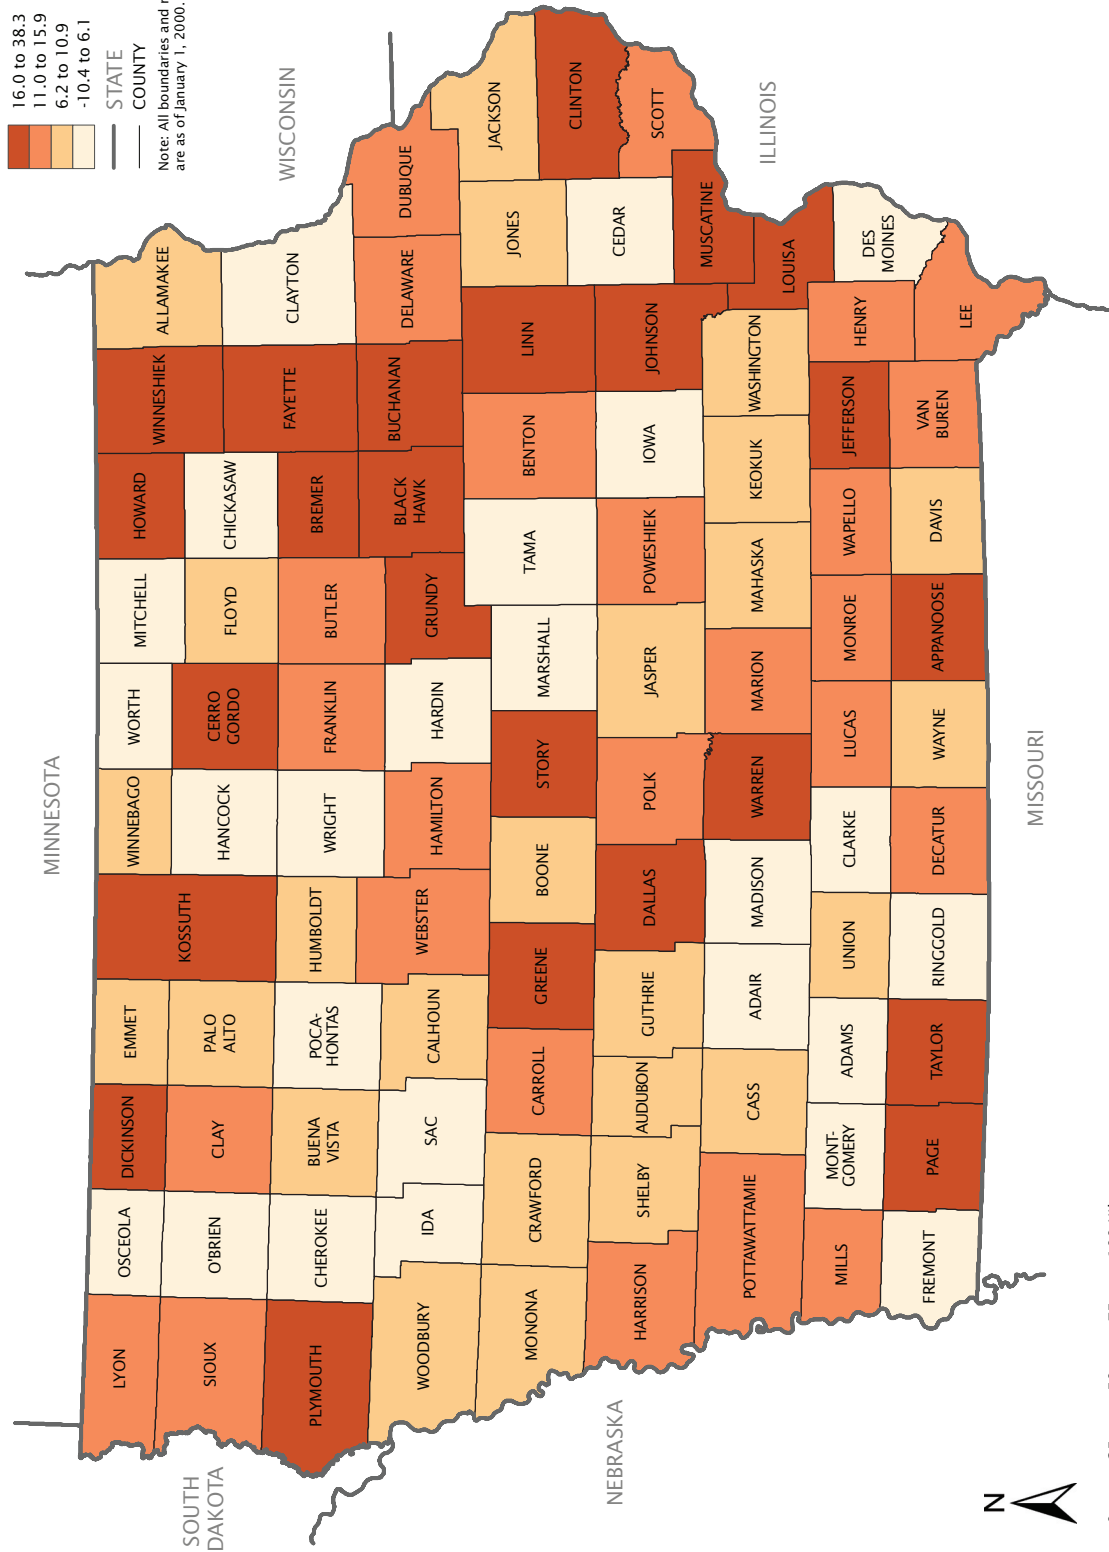 16.0 to 38.3
11.0 to 15.9
6.2 to 10.9
-10.4 to 6.1
STATE
COUNTY
Note: All boundaries and
are as of January 1, 2000.
MINNESOTA
WISCONSIN
ILLINOIS
MISSOURI
NEBRASKA
SOUTH
DAKOTA
N
LYON
OSCEOLA
DICKINSON
EMMET
KOSSUTH
WINNEBAGO
WORTH
MITCHELL
HOWARD
WINNESHIEK
ALLAMAKEE
SIOUX
O'BRIEN
CLAY
PALO
ALTO
HANCOCK
CERRO
GORDO
FLOYD
CHICKASAW
FAYETTE
CLAYTON
PLYMOUTH
CHEROKEE
BUENA
VISTA
POCA-
HONTAS
HUMBOLDT
WRIGHT
FRANKLIN
BUTLER
BREMER
WOODBURY
IDA
SAC
CALHOUN
WEBSTER
HAMILTON
HARDIN
GRUNDY
BLACK
HAWK
BUCHANAN
DELAWARE
DUBUQUE
MONONA
CRAWFORD
CARROLL
GREENE
BOONE
STORY
MARSHALL
TAMA
BENTON
LINN
JONES
JACKSON
HARRISON
SHELBY
AUDUBON
GUTHRIE
DALLAS
POLK
JASPER
POWESHIEK
IOWA
JOHNSON
CEDAR
CLINTON
SCOTT
MUSCATINE
POTTAWATTAMIE
CASS
ADAIR
MADISON
WARREN
MARION
MAHASKA
KEOKUK
WASHINGTON
LOUISA
MILLS
MONT-
GOMERY
ADAMS
UNION
CLARKE
LUCAS
MONROE
WAPELLO
JEFFERSON
HENRY
DES
MOINES
FREMONT
PAGE
TAYLOR
RINGGOLD
DECATUR
WAYNE
APPANOOSE
DAVIS
VAN
BUREN
LEE